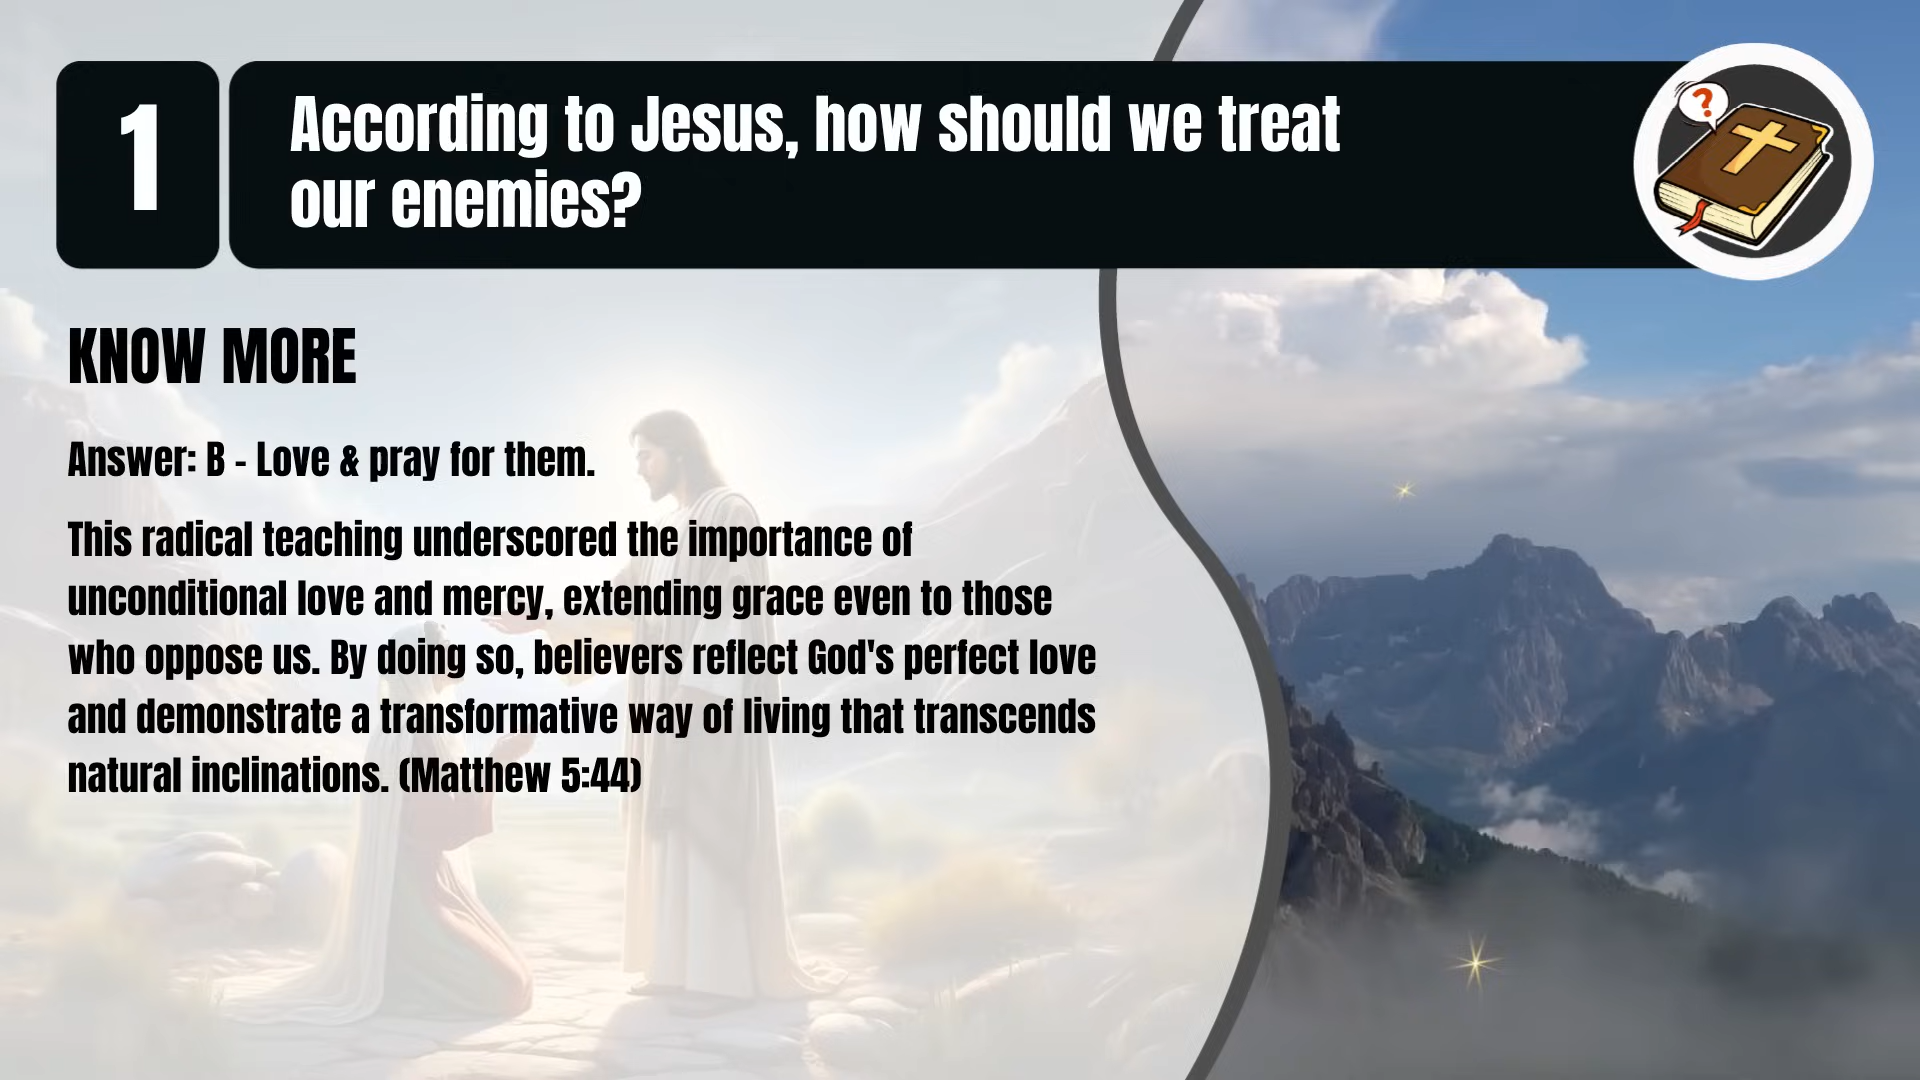 1
According to Jesus, how should we treat
our enemies?
?
KNOW MORE
Answer: B - Love & pray for them.
This radical teaching underscored the importance of
unconditional love and mercy, extending grace even to those
who oppose us. By doing so, believers reflect God's perfect love
and demonstrate a transformative way of living that transcends
natural inclinations. (Matthew 5:44)